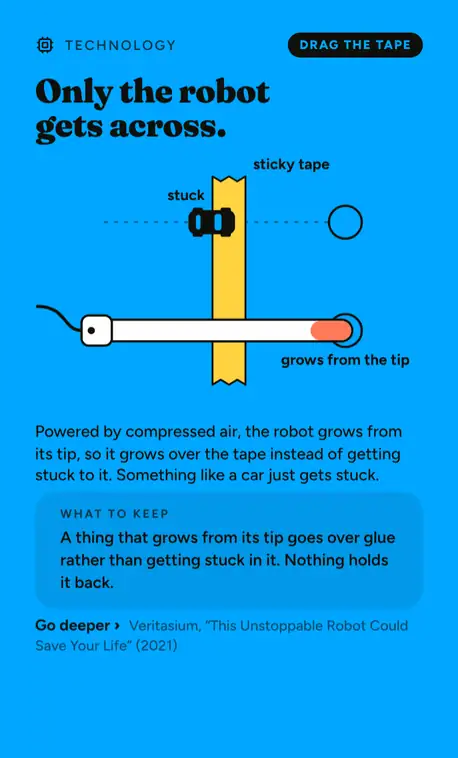 TECHNOLOGY
DRAG THE TAPE
Only the robot
gets across.
sticky tape
stuck
grows from the tip
Powered by compressed air, the robot grows from
its tip, so it grows over the tape instead of getting
stuck to it. Something like a car just gets stuck.
WHAT TO KEEP
A thing that grows from its tip goes over glue
rather than getting stuck in it. Nothing holds
it back.
Go deeper › Veritasium, “This Unstoppable Robot Could
Save Your Life” (2021)